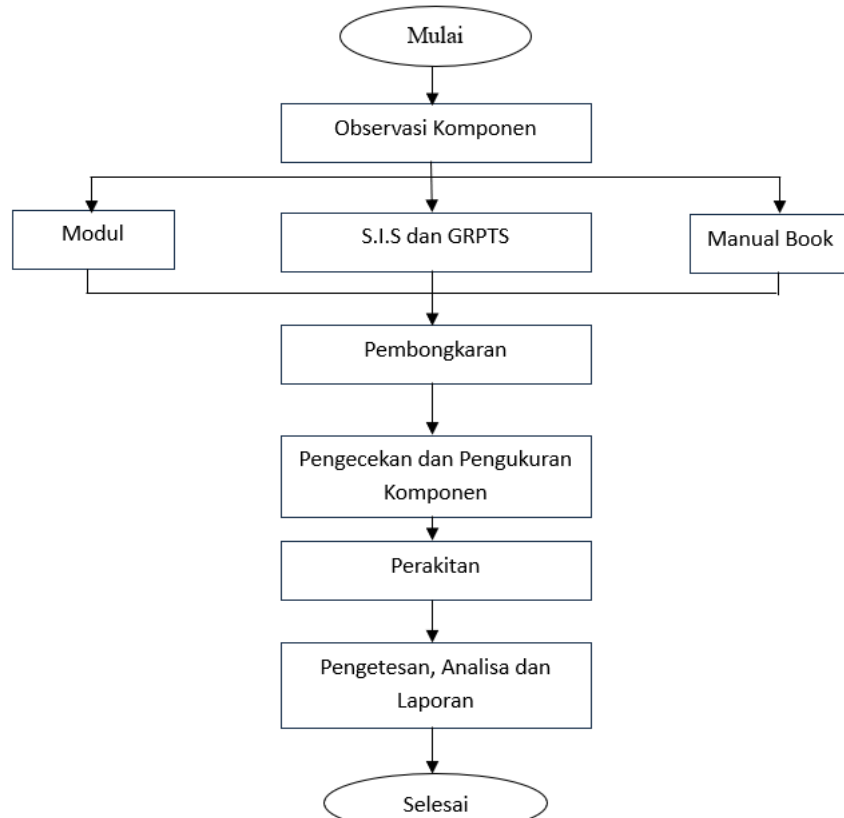 Mulai
Observasi Komponen
Modul
S.I.S dan GRPTS
Manual Book
Pembongkaran
Pengecekan dan Pengukuran
Komponen
Perakitan
Pengetesan, Analisa dan
Laporan
Selesai